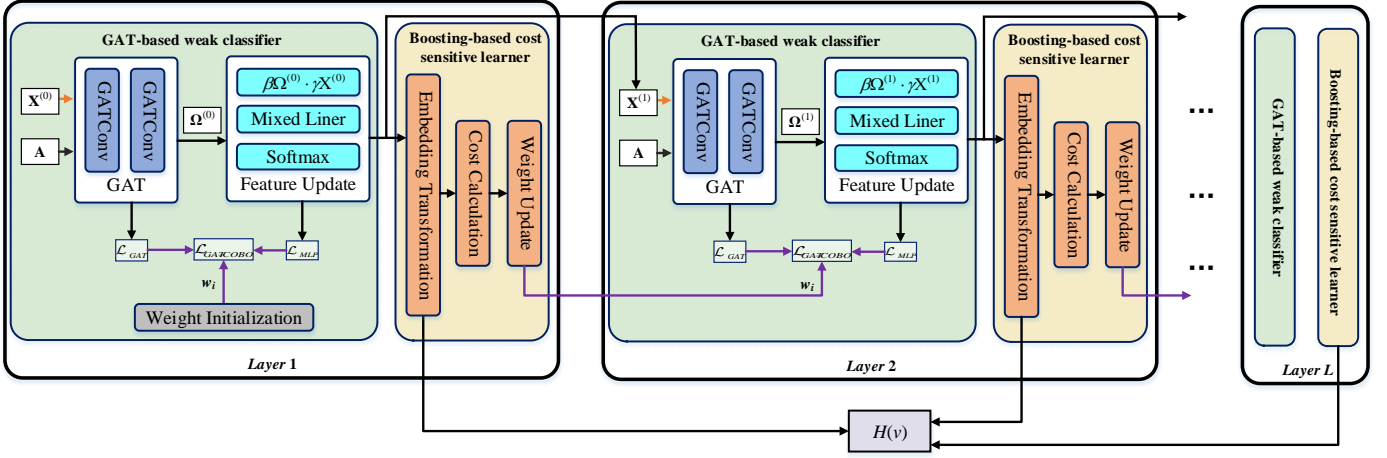 GAT-based weak classifier
X(0)
A
GATConv
GATConv
GAT
Ω(0)
βΩ(0) · γX(0)
Mixed Liner
Softmax
Feature Update
ℒGAT
ℒGATCOBO
ℒMLP
wi
Weight Initialization
Boosting-based cost
sensitive learner
Embedding Transformation
Cost Calculation
Weight Update
Layer 1
GAT-based weak classifier
X(1)
A
GATConv
GATConv
GAT
Ω(1)
βΩ(1) · γX(1)
Mixed Liner
Softmax
Feature Update
ℒGAT
ℒGATCOBO
ℒMLP
wi
Boosting-based cost
sensitive learner
Embedding Transformation
Cost Calculation
Weight Update
Layer 2
...
...
...
GAT-based weak classifier
Boosting-based cost sensitive learner
Layer L
H(v)